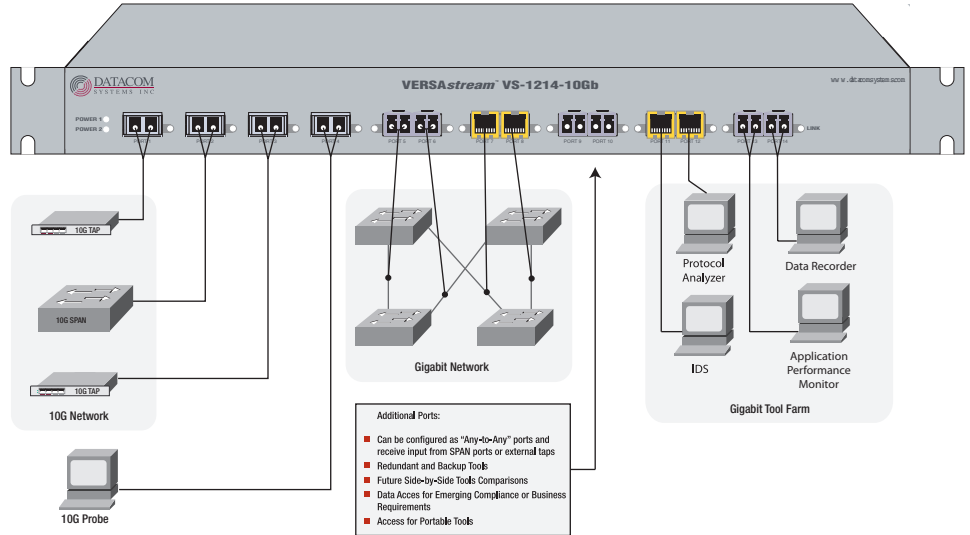 DATACOM
SYSTEMS INC
VERSAstream™ VS-1214-10Gb
www.datacomsystems.com
POWER 1
POWER 2
LINK
PORT 1
PORT 2
PORT 3
PORT 4
PORT 5
PORT 6
PORT 7
PORT 8
PORT 9
PORT 10
PORT 11
PORT 12
PORT 13
PORT 14
10G TAP
10G SPAN
10G TAP
10G Network
10G Probe
Gigabit Network
Additional Ports:
Can be configured as “Any-to-Any” ports and
receive input from SPAN ports or external taps
Redundant and Backup Tools
Future Side-by-Side Tools Comparisons
Data Acces for Emerging Compliance or Business
Requirements
Access for Portable Tools
Protocol
Analyzer
Data Recorder
IDS
Application
Performance
Monitor
Gigabit Tool Farm